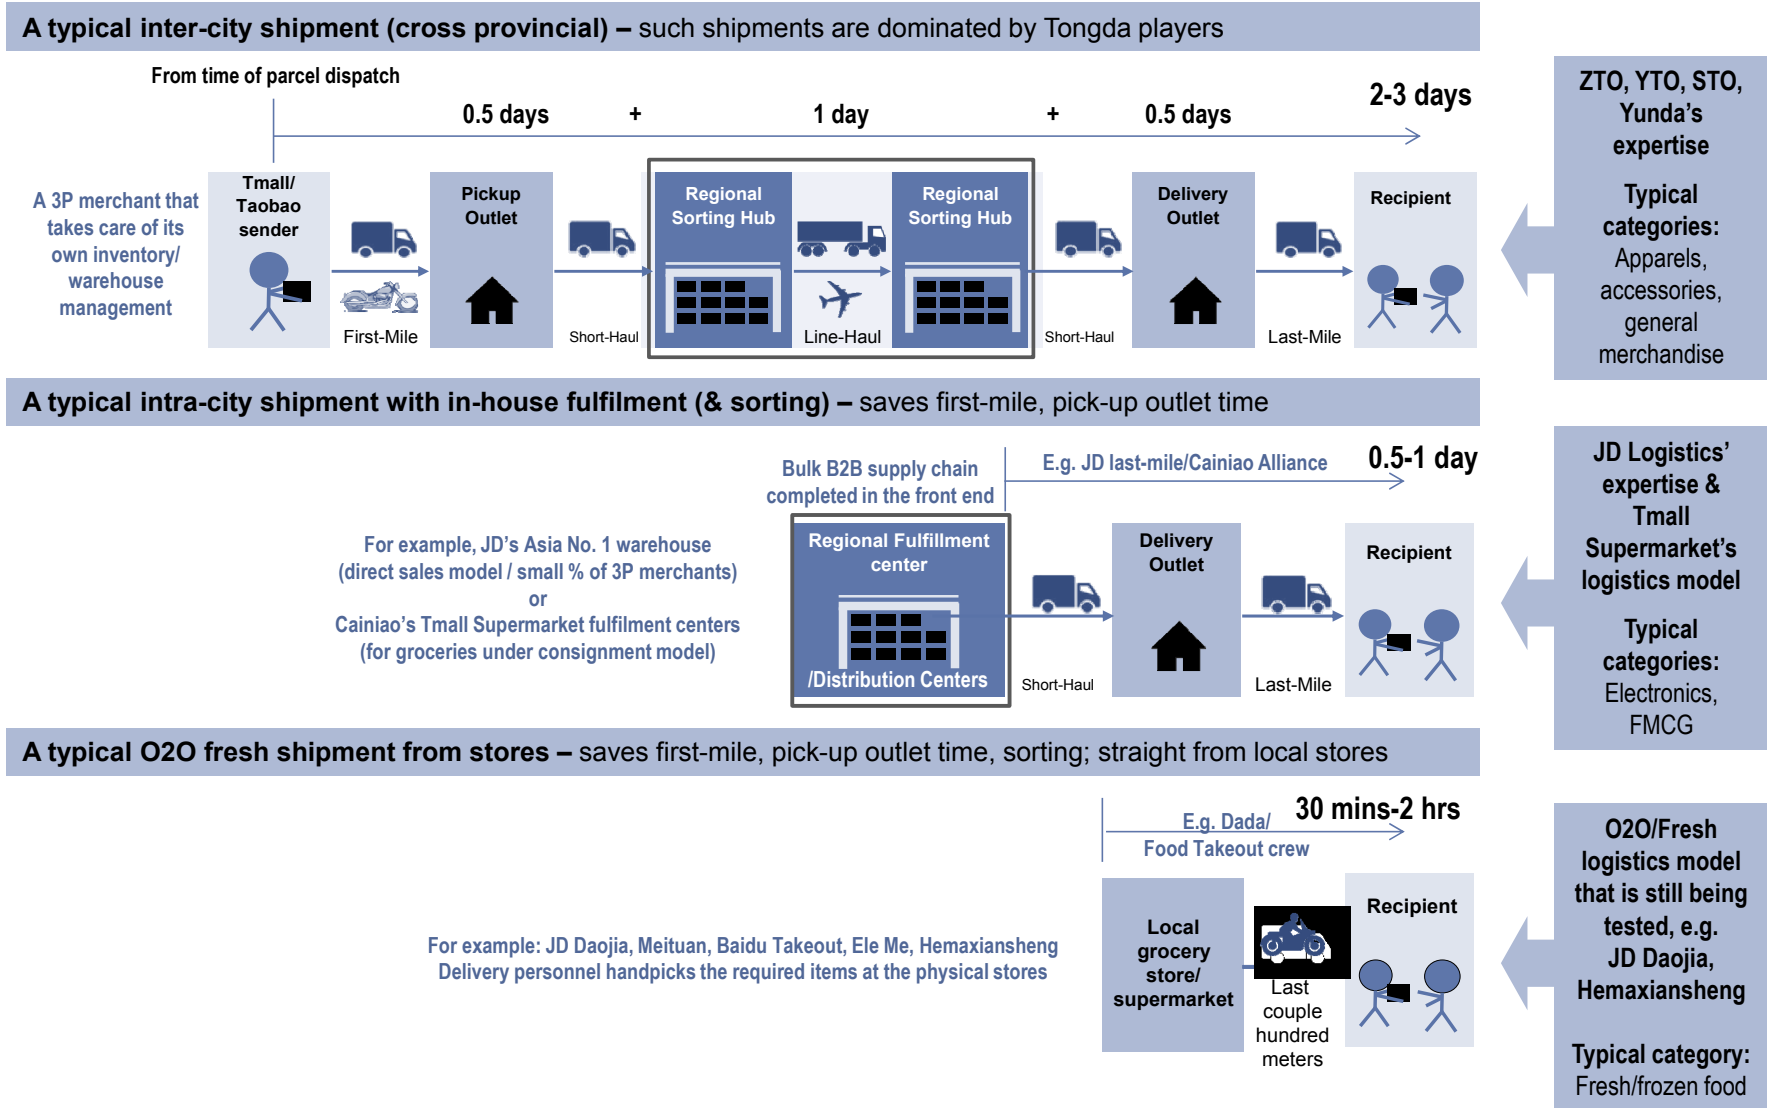 A typical inter-city shipment (cross provincial) – such shipments are dominated by Tongda players
From time of parcel dispatch
0.5 days + 1 day + 0.5 days
2-3 days
A 3P merchant that
takes care of its
own inventory/
warehouse
management
Tmall/
Taobao
sender
First-Mile
Pickup
Outlet
Short-Haul
Regional
Sorting Hub
Line-Haul
Regional
Sorting Hub
Short-Haul
Delivery
Outlet
Last-Mile
Recipient
ZTO, YTO, STO,
Yunda’s
expertise
Typical
categories:
Apparels,
accessories,
general
merchandise
A typical intra-city shipment with in-house fulfilment (& sorting) – saves first-mile, pick-up outlet time
Bulk B2B supply chain
completed in the front end
E.g. JD last-mile/Cainiao Alliance
0.5-1 day
For example, JD’s Asia No. 1 warehouse
(direct sales model / small % of 3P merchants)
or
Cainiao’s Tmall Supermarket fulfilment centers
(for groceries under consignment model)
Regional Fulfillment
center
/Distribution Centers
Short-Haul
Delivery
Outlet
Last-Mile
Recipient
JD Logistics’
expertise &
Tmall
Supermarket’s
logistics model
Typical
categories:
Electronics,
FMCG
A typical O2O fresh shipment from stores – saves first-mile, pick-up outlet time, sorting; straight from local stores
E.g. Dada/
Food Takeout crew
30 mins-2 hrs
For example: JD Daojia, Meituan, Baidu Takeout, Ele Me, Hemaxiansheng
Delivery personnel handpicks the required items at the physical stores
Local
grocery
store/
supermarket
Last
couple
hundred
meters
Recipient
O2O/Fresh
logistics model
that is still being
tested, e.g.
JD Daojia,
Hemaxiansheng
Typical category:
Fresh/frozen food